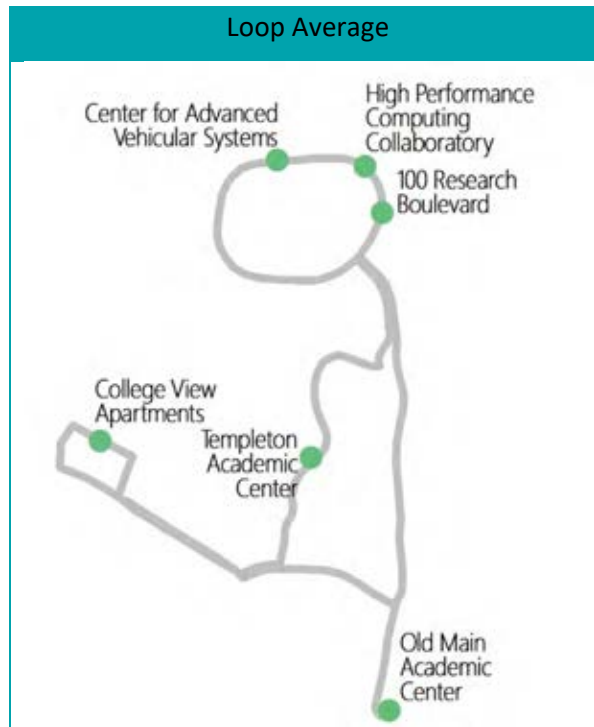 Loop Average
Center for Advanced
Vehicular Systems
High Performance
Computing
Collaboratory
100 Research
Boulevard
College View
Apartments
Templeton
Academic
Center
Old Main
Academic
Center